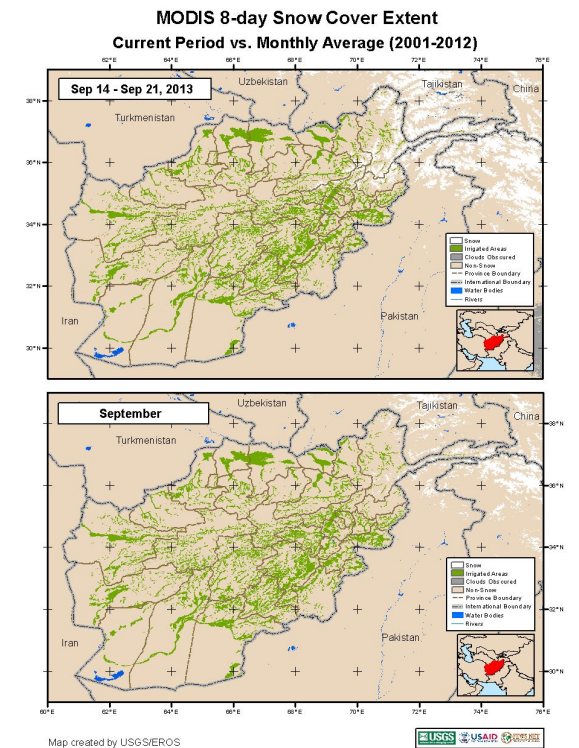 MODIS 8-day Snow Cover Extent
Current Period vs. Monthly Average (2001-2012)
62°E 64°E 66°E 68°E 70°E 72°E 74°E 76°E
Sep 14 - Sep 21, 2013
Uzbekistan
Tajikistan
China
Turkmenistan
Iran
Pakistan
38°N
36°N
34°N
32°N
30°N
Snow
Irrigated Areas
Clouds Obscured
Non-Snow
Province Boundary
International Boundary
Water Bodies
Rivers
September
Uzbekistan
Tajikistan
China
Turkmenistan
Iran
Pakistan
38°N
36°N
34°N
32°N
30°N
Snow
Irrigated Areas
Clouds Obscured
Non-Snow
Province Boundary
International Boundary
Water Bodies
Rivers
60°E 62°E 64°E 66°E 68°E 70°E 72°E 74°E 76°E
Map created by USGS/EROS
USGS
USAID